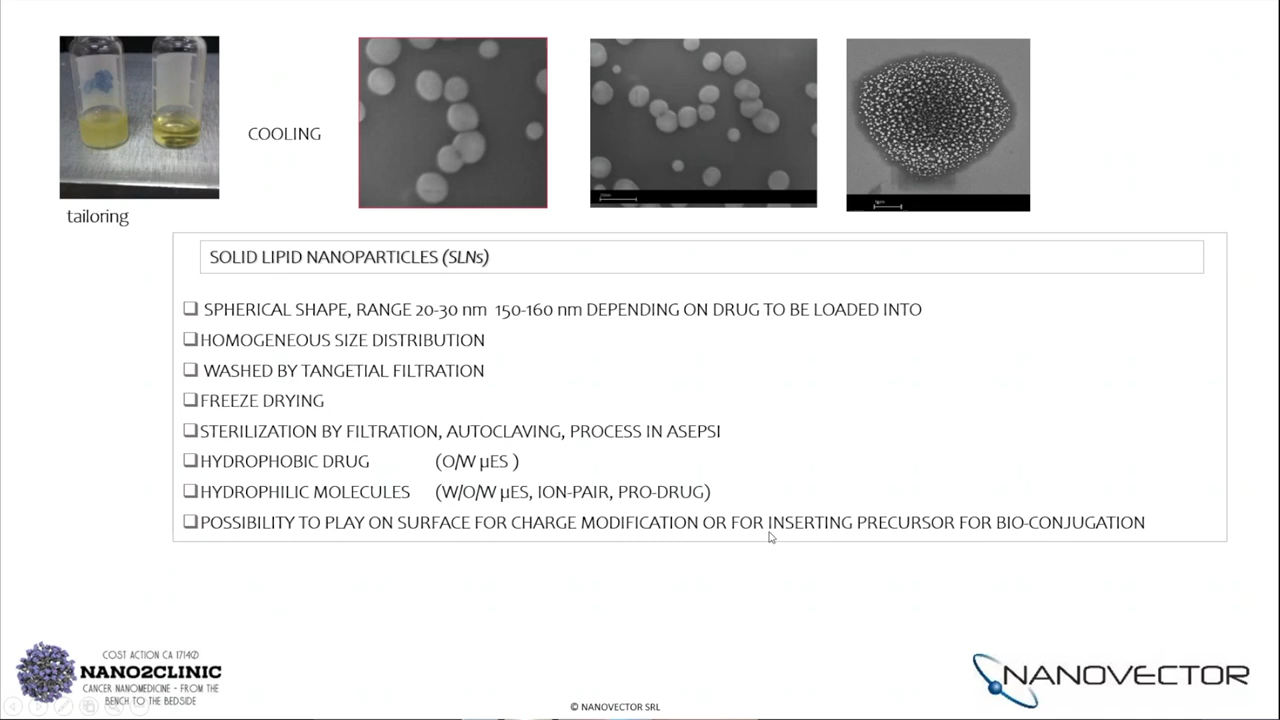 COOLING
tailoring
SOLID LIPID NANOPARTICLES (SLNs)
SPHERICAL SHAPE, RANGE 20-30 nm 150-160 nm DEPENDING ON DRUG TO BE LOADED INTO
HOMOGENEOUS SIZE DISTRIBUTION
WASHED BY TANGETIAL FILTRATION
FREEZE DRYING
STERILIZATION BY FILTRATION, AUTOCLAVING, PROCESS IN ASEPSI
HYDROPHOBIC DRUG (O/W µES )
HYDROPHILIC MOLECULES (W/O/W µES, ION-PAIR, PRO-DRUG)
POSSIBILITY TO PLAY ON SURFACE FOR CHARGE MODIFICATION OR FOR INSERTING PRECURSOR FOR BIO-CONJUGATION
COST ACTION CA 17140
NANO2CLINIC
CANCER NANOMEDICINE - FROM THE
BENCH TO THE BEDSIDE
© NANOVECTOR SRL
NANOVECTOR